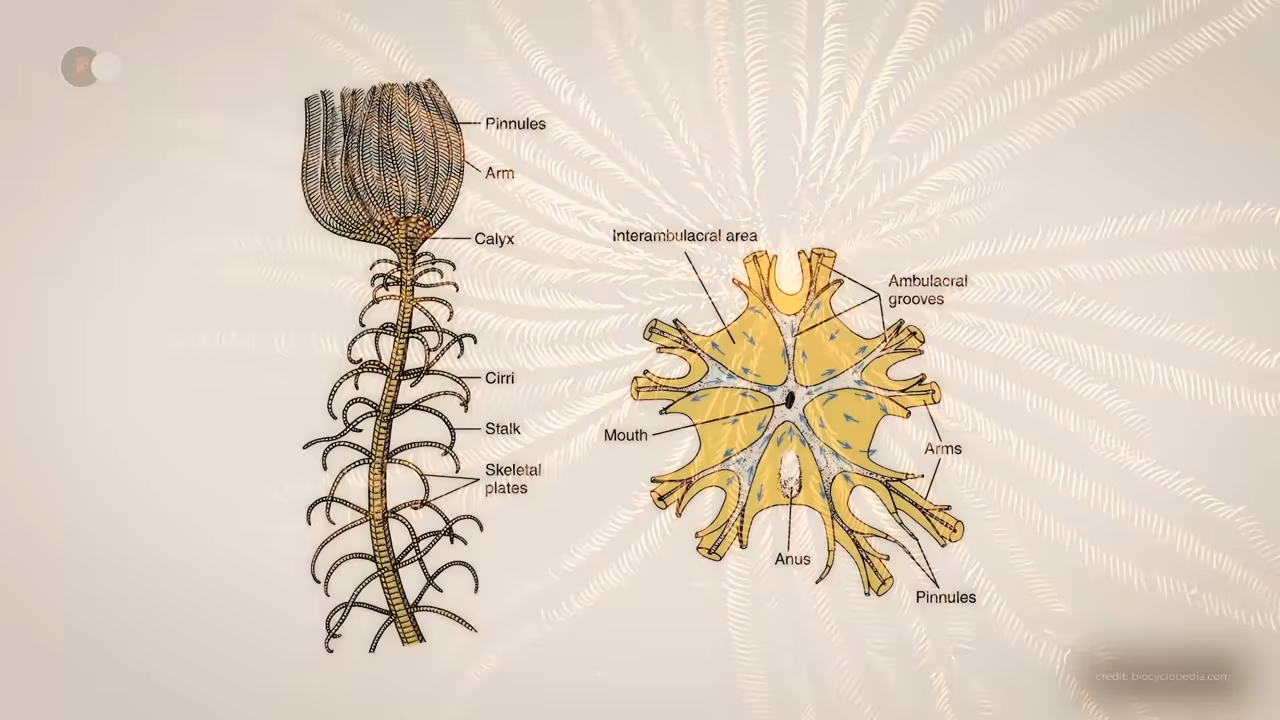 Pinnules
Arm
Calyx
Cirri
Stalk
Skeletal
plates
Interambulacral area
Ambulacral
grooves
Mouth
Arms
Anus
Pinnules
credit: biocyclopedia.com